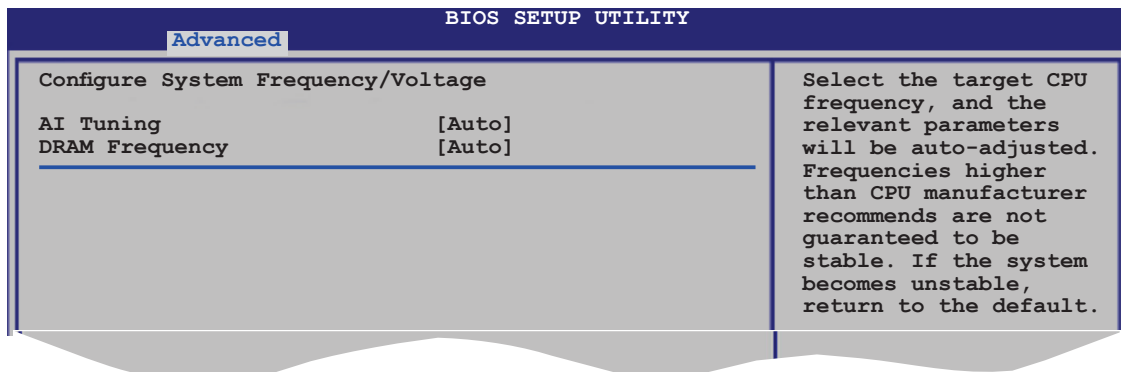 BIOS SETUP UTILITY
Advanced
Configure System Frequency/Voltage
AI Tuning [Auto]
DRAM Frequency [Auto]
Select the target CPU
frequency, and the
relevant parameters
will be auto-adjusted.
Frequencies higher
than CPU manufacturer
recommends are not
guaranteed to be
stable. If the system
becomes unstable,
return to the default.